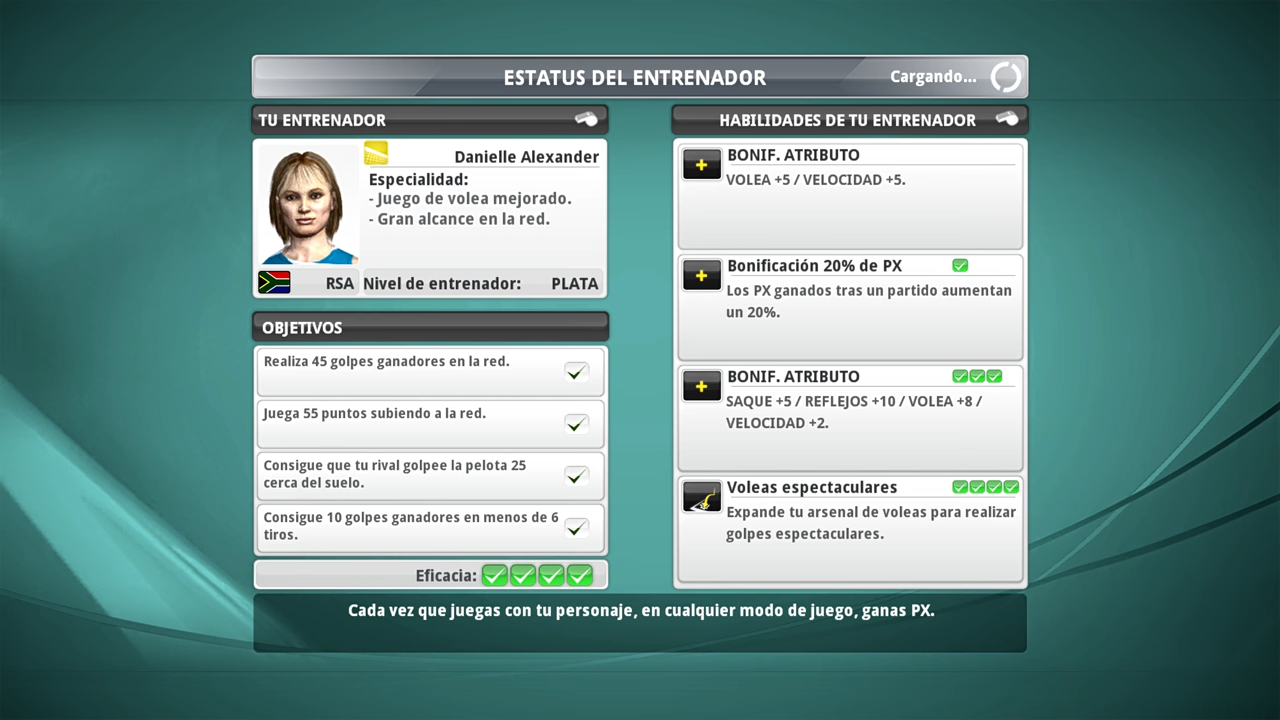 ESTATUS DEL ENTRENADOR
Cargando...
TU ENTRENADOR
Danielle Alexander
Especialidad:
- Juego de volea mejorado.
- Gran alcance en la red.
RSA
Nivel de entrenador: PLATA
OBJETIVOS
Realiza 45 golpes ganadores en la red.
Juega 55 puntos subiendo a la red.
Consigue que tu rival golpee la pelota 25
cerca del suelo.
Consigue 10 golpes ganadores en menos de 6
tiros.
Eficacia:
HABILIDADES DE TU ENTRENADOR
BONIF. ATRIBUTO
VOLEA +5 / VELOCIDAD +5.
Bonificación 20% de PX
Los PX ganados tras un partido aumentan
un 20%.
BONIF. ATRIBUTO
SAQUE +5 / REFLEJOS +10 / VOLEA +8 /
VELOCIDAD +2.
Voleas espectaculares
Expande tu arsenal de voleas para realizar
golpes espectaculares.
Cada vez que juegas con tu personaje, en cualquier modo de juego, ganas PX.